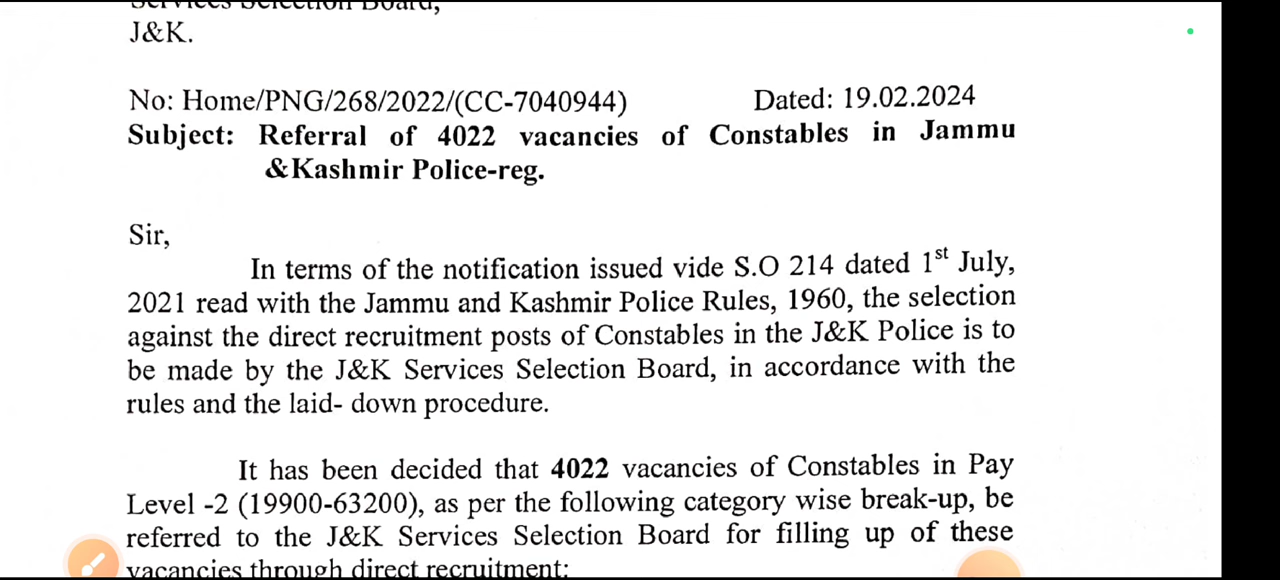 Services Selection Board,
J&K.
No: Home/PNG/268/2022/(CC-7040944) Dated: 19.02.2024
Subject: Referral of 4022 vacancies of Constables in Jammu
&Kashmir Police-reg.
Sir,
In terms of the notification issued vide S.O 214 dated 1st July,
2021 read with the Jammu and Kashmir Police Rules, 1960, the selection
against the direct recruitment posts of Constables in the J&K Police is to
be made by the J&K Services Selection Board, in accordance with the
rules and the laid- down procedure.
It has been decided that 4022 vacancies of Constables in Pay
Level -2 (19900-63200), as per the following category wise break-up, be
referred to the J&K Services Selection Board for filling up of these
vacancies through direct recruitment: